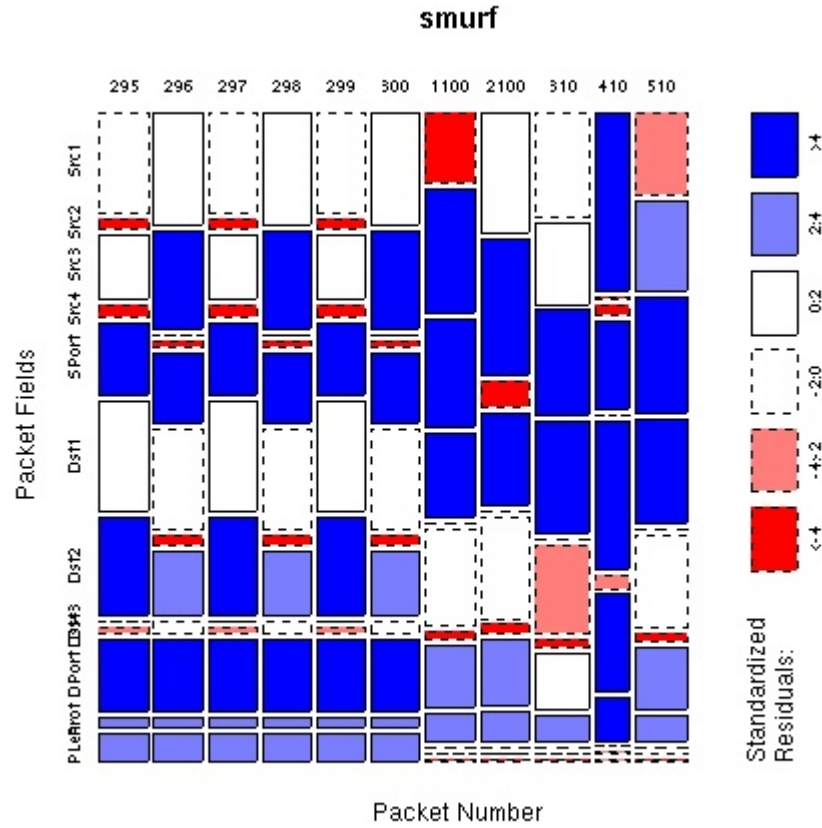 smurf
295 296 297 298 299 300 1100 2100 310 410 510
Src1
Src2
Src3
Src4
SPort
Dst1
Dst2
DPort
Packet Fields
Packet Number
>4
2:4
0:2
-2:0
-4:-2
<-4
Standardized
Residuals: